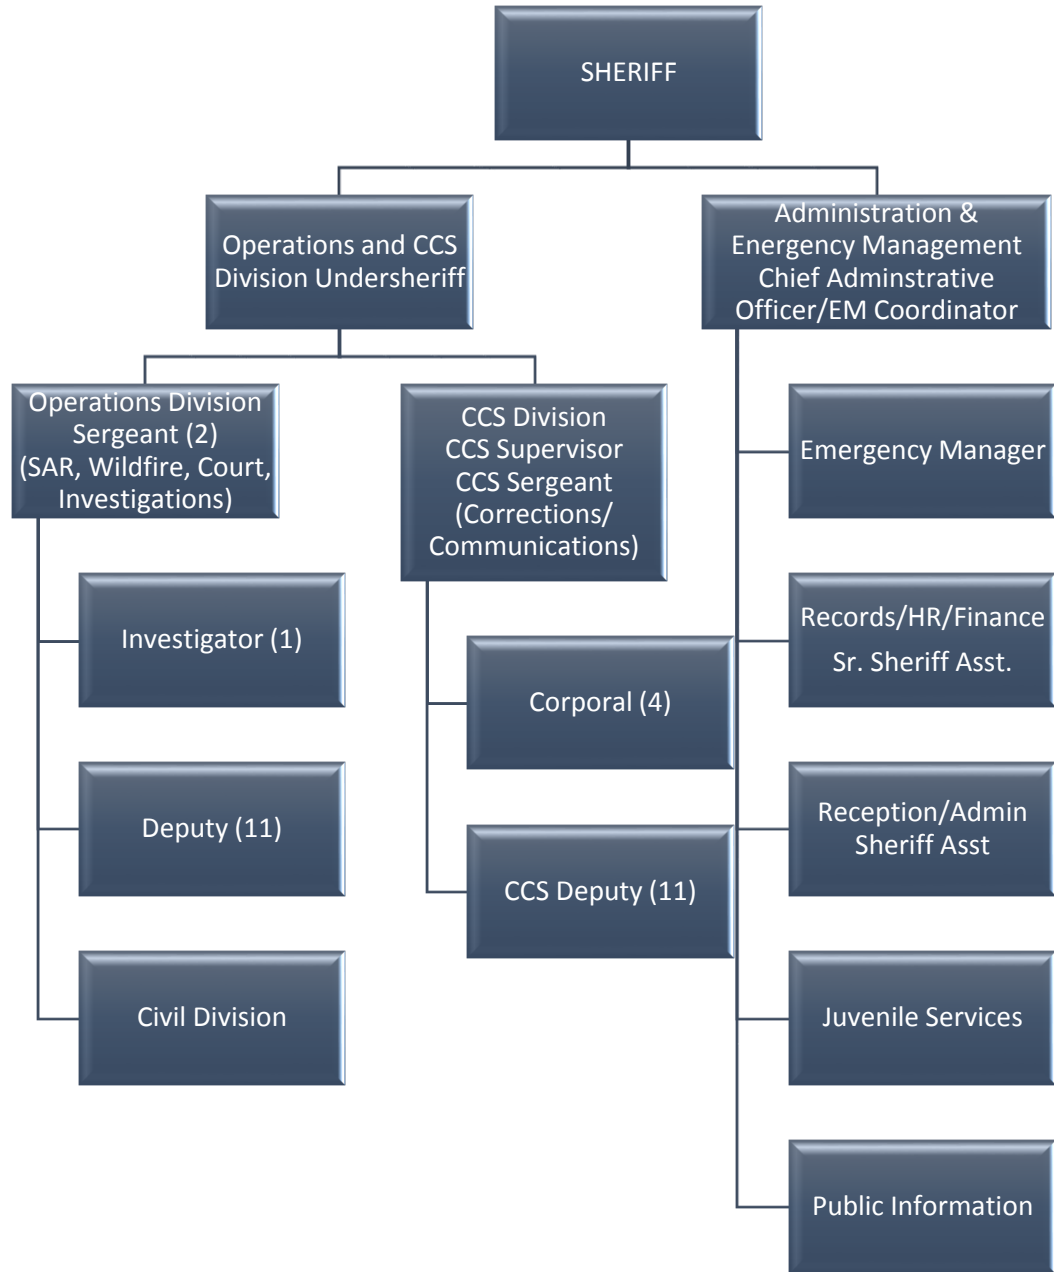 SHERIFF
Operations and CCS
Division Undersheriff
Administration &
Energency Management
Chief Adminstrative
Officer/EM Coordinator
Operations Division
Sergeant (2)
(SAR, Wildfire, Court,
Investigations)
CCS Division
CCS Supervisor
CCS Sergeant
(Corrections/
Communications)
Emergency Manager
Investigator (1)
Records/HR/Finance
Sr. Sheriff Asst.
Corporal (4)
Deputy (11)
Reception/Admin
Sheriff Asst
CCS Deputy (11)
Civil Division
Juvenile Services
Public Information